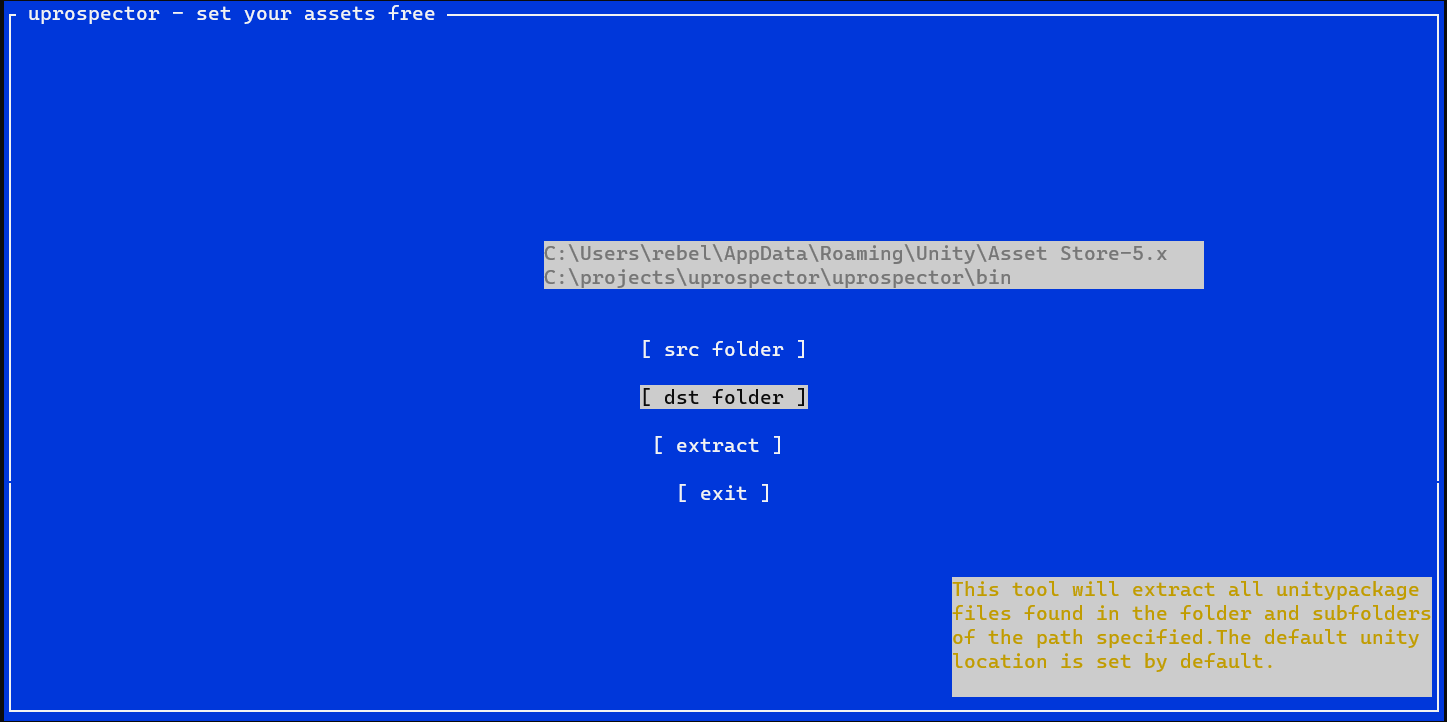 uprospector - set your assets free
C:\Users\rebel\AppData\Roaming\Unity\Asset Store-5.x
C:\projects\uprospector\uprospector\bin
[ src folder ]
[ dst folder ]
[ extract ]
[ exit ]
This tool will extract all unitypackage
files found in the folder and subfolders
of the path specified.The default unity
location is set by default.